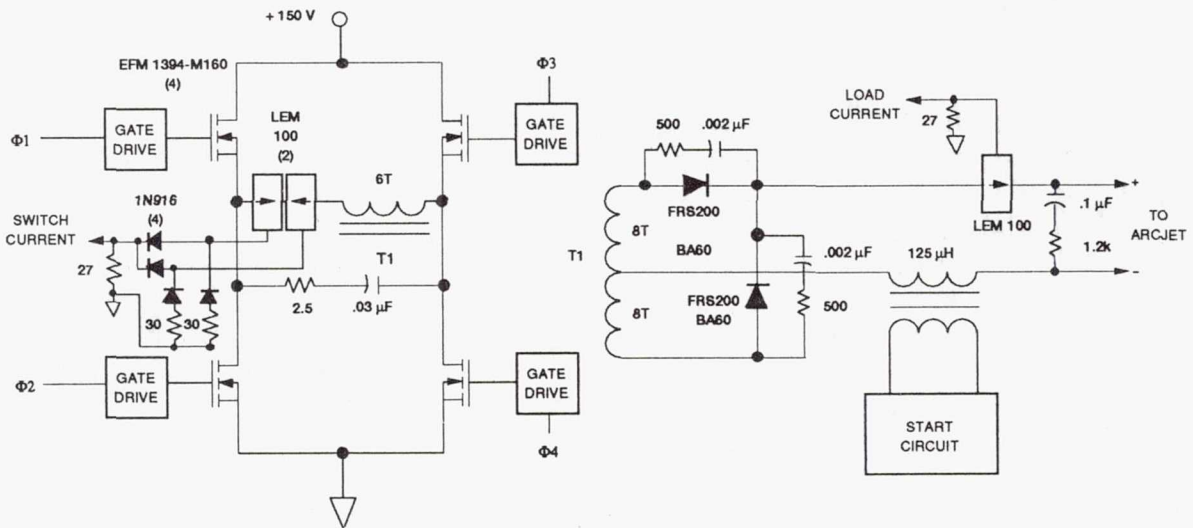 + 150 V
EFM 1394-M160
(4)
Φ3
LEM
100
(2)
LOAD
CURRENT
27
Φ1
GATE
DRIVE
GATE
DRIVE
500
.002 µF
6T
1N916
(4)
SWITCH
CURRENT
FRS200
LEM 100
.1 µF
+
TO
ARCJET
8T
BA60
.002 µF
125 µH
1.2k
-
T1
T1
27
2.5
.03 µF
FRS200
BA60
8T
500
30
30
Φ2
GATE
DRIVE
GATE
DRIVE
START
CIRCUIT
Φ4